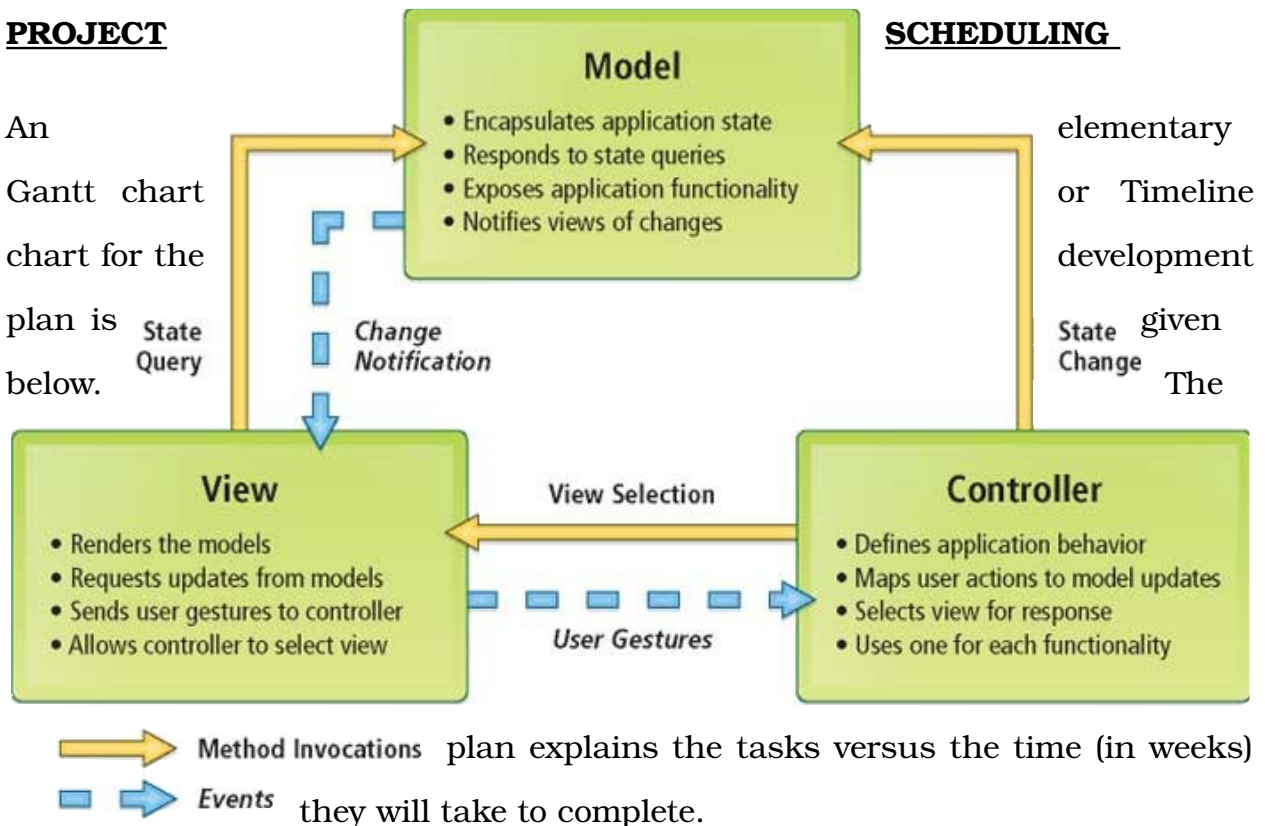 PROJECT SCHEDULING
Model
• Encapsulates application state
• Responds to state queries
• Exposes application functionality
• Notifies views of changes
An elementary
Gantt chart or Timeline
chart for the development
plan is given
below. The
State
Query
Change
Notification
State
Change
View
• Renders the models
• Requests updates from models
• Sends user gestures to controller
• Allows controller to select view
View Selection
User Gestures
Controller
• Defines application behavior
• Maps user actions to model updates
• Selects view for response
• Uses one for each functionality
Method Invocations
Events
plan explains the tasks versus the time (in weeks)
they will take to complete.